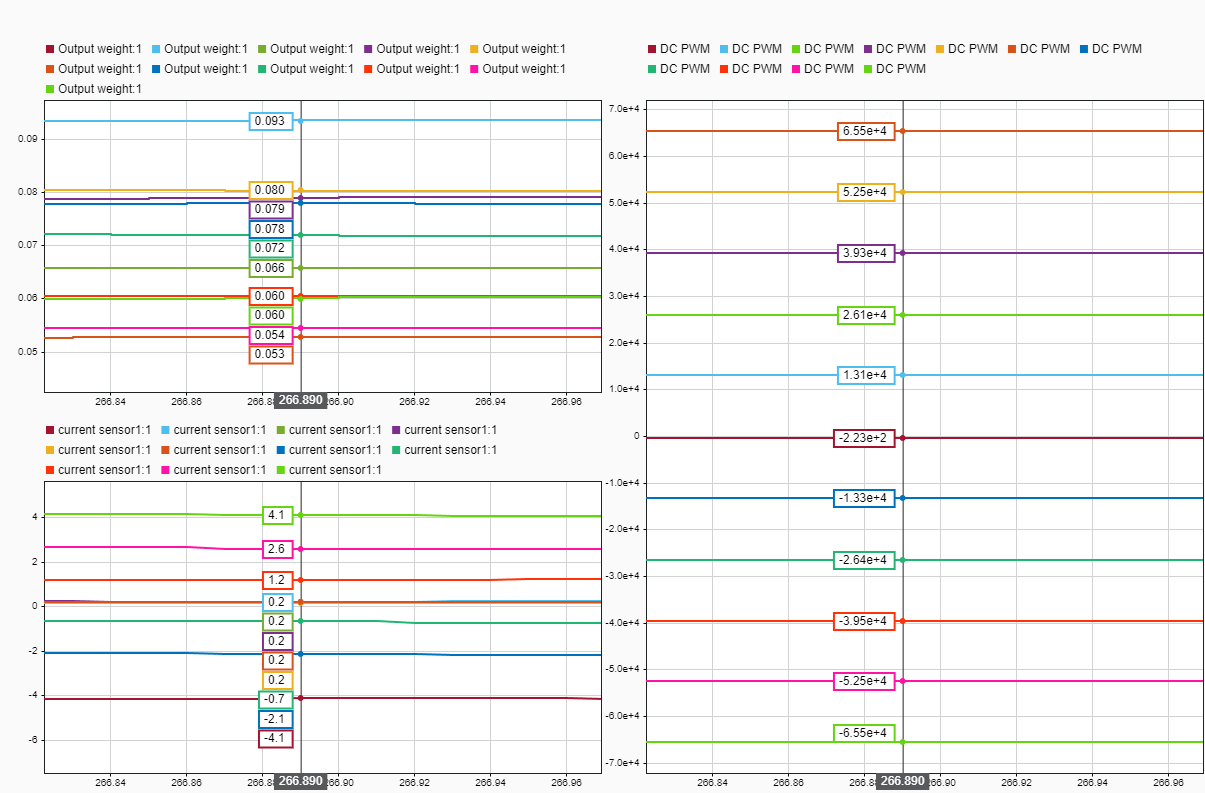 Output weight:1 Output weight:1 Output weight:1 Output weight:1 Output weight:1
Output weight:1 Output weight:1 Output weight:1 Output weight:1 Output weight:1
Output weight:1
0.09
0.08
0.07
0.06
0.05
0.093
0.080
0.079
0.078
0.072
0.066
0.060
0.060
0.054
0.053
266.84 266.86 266.88 266.890 266.90 266.92 266.94 266.96
current sensor1:1 current sensor1:1 current sensor1:1 current sensor1:1
current sensor1:1 current sensor1:1 current sensor1:1 current sensor1:1
current sensor1:1 current sensor1:1 current sensor1:1
4
2
0
-2
-4
-6
4.1
2.6
1.2
0.2
0.2
0.2
0.2
0.2
-0.7
-2.1
-4.1
266.84 266.86 266.88 266.890 266.90 266.92 266.94 266.96
DC PWM DC PWM DC PWM DC PWM DC PWM DC PWM DC PWM
DC PWM DC PWM DC PWM DC PWM
7.0e+4
6.0e+4
5.0e+4
4.0e+4
3.0e+4
2.0e+4
1.0e+4
0
-1.0e+4
-2.0e+4
-3.0e+4
-4.0e+4
-5.0e+4
-6.0e+4
-7.0e+4
6.55e+4
5.25e+4
3.93e+4
2.61e+4
1.31e+4
-2.23e+2
-1.33e+4
-2.64e+4
-3.95e+4
-5.25e+4
-6.55e+4
266.84 266.86 266.88 266.890 266.90 266.92 266.94 266.96